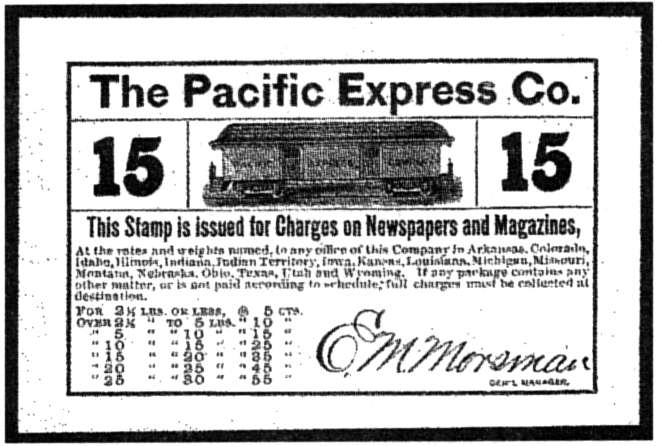 The Pacific Express Co.
15
15
This Stamp is issued for Charges on Newspapers and Magazines,
At the rates and weights named, to any office of this Company in Arkansas, Colorado,
Idaho, Illinois, Indiana, Indian Territory, Iowa, Kansas, Louisiana, Michigan, Missouri,
Montana, Nebraska, Ohio, Texas, Utah and Wyoming. If any package contains any
other matter, or is not paid according to schedule, full charges must be collected at
destination.
FOR 2½ LBS. OR LESS, @ 5 CTS.
OVER 2½ " TO 5 LBS. " 10 "
" 5 " " 10 " " 15 "
" 10 " " 15 " " 25 "
" 15 " " 20 " " 35 "
" 20 " " 25 " " 45 "
" 25 " " 30 " " 55 "
E. M. Morsman
GEN'L MANAGER.